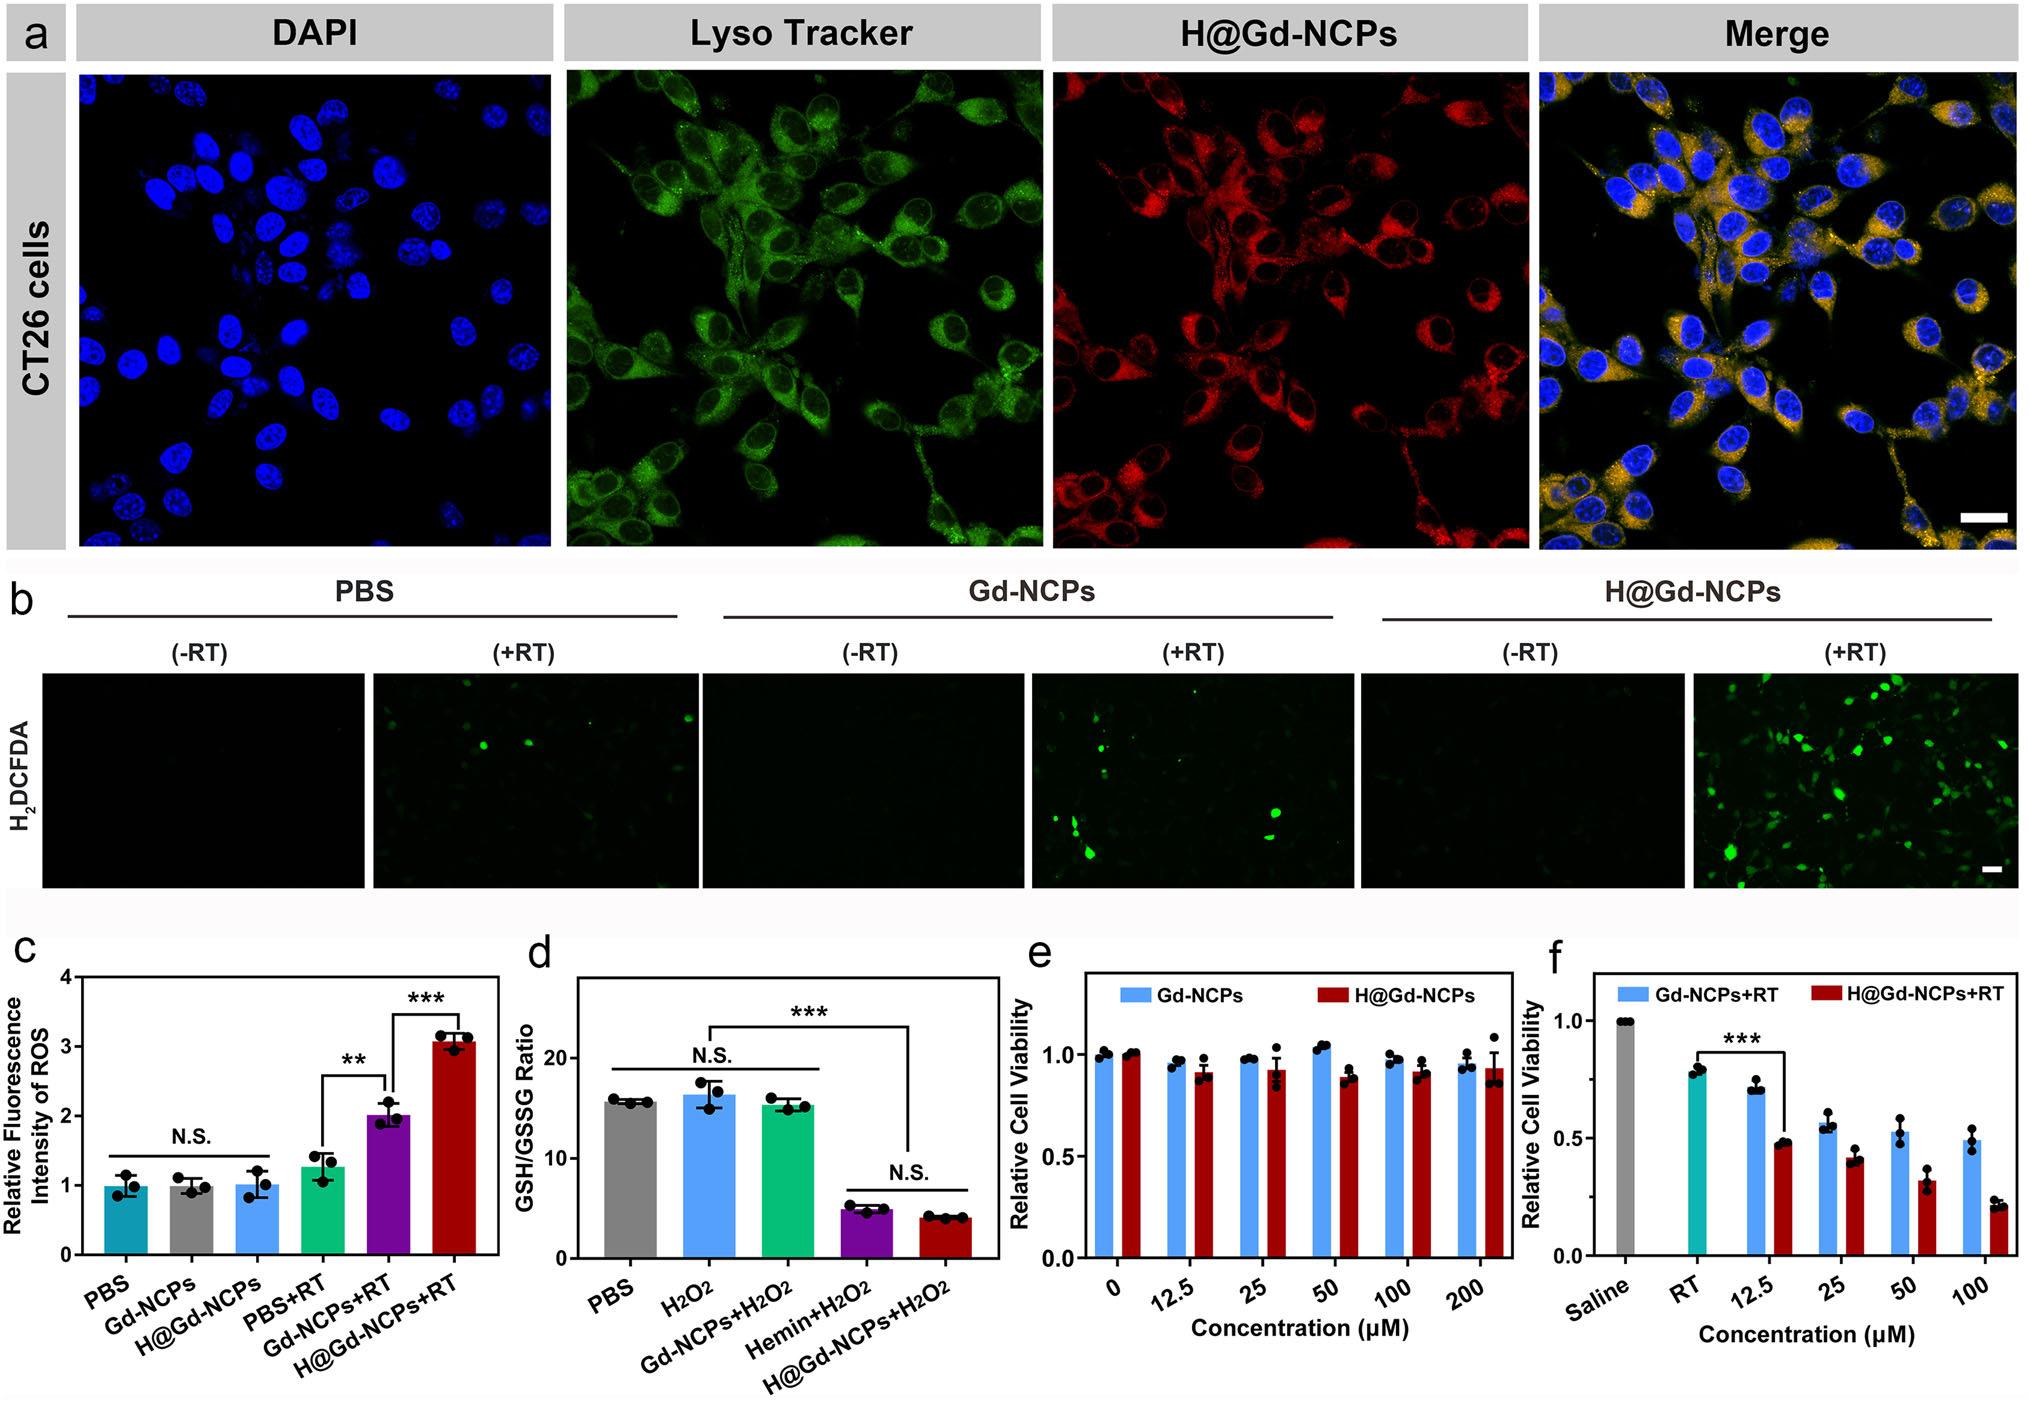 a
DAPI
Lyso Tracker
H@Gd-NCPs
Merge
CT26 cells
b
PBS
Gd-NCPs
H@Gd-NCPs
(-RT)
(+RT)
(-RT)
(+RT)
(-RT)
(+RT)
H2DCFDA
c
Relative Fluorescence
Intensity of ROS
4
3
2
1
0
N.S.
**
***
PBS
Gd-NCPs
H@Gd-NCPs
PBS+RT
Gd-NCPs+RT
H@Gd-NCPs+RT
d
GSH/GSSG Ratio
20
10
0
N.S.
***
N.S.
PBS
H2O2
Gd-NCPs+H2O2
Hemin+H2O2
H@Gd-NCPs+H2O2
e
Relative Cell Viability
Gd-NCPs
H@Gd-NCPs
1.0
0.5
0.0
0
12.5
25
50
100
200
Concentration (μM)
f
Relative Cell Viability
Gd-NCPs+RT
H@Gd-NCPs+RT
1.0
0.5
0.0
***
Saline
RT
12.5
25
50
100
Concentration (μM)